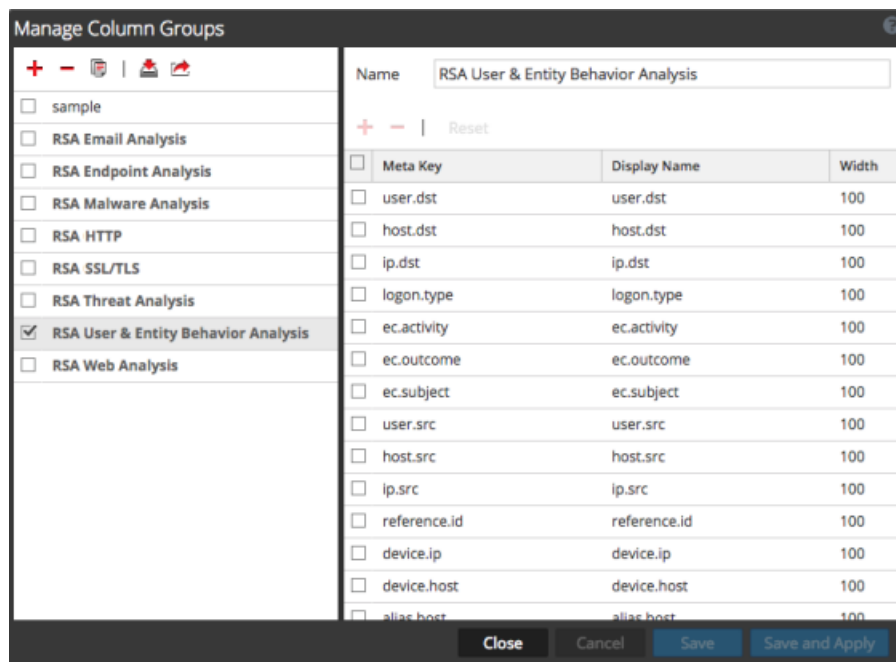 Manage Column Groups
Name RSA User & Entity Behavior Analysis
sample
RSA Email Analysis
RSA Endpoint Analysis
RSA Malware Analysis
RSA HTTP
RSA SSL/TLS
RSA Threat Analysis
RSA User & Entity Behavior Analysis
RSA Web Analysis
Reset
Meta Key Display Name Width
user.dst user.dst 100
host.dst host.dst 100
ip.dst ip.dst 100
logon.type logon.type 100
ec.activity ec.activity 100
ec.outcome ec.outcome 100
ec.subject ec.subject 100
user.src user.src 100
host.src host.src 100
ip.src ip.src 100
reference.id reference.id 100
device.ip device.ip 100
device.host device.host 100
alias.host alias.host 100
Close Cancel Save Save and Apply